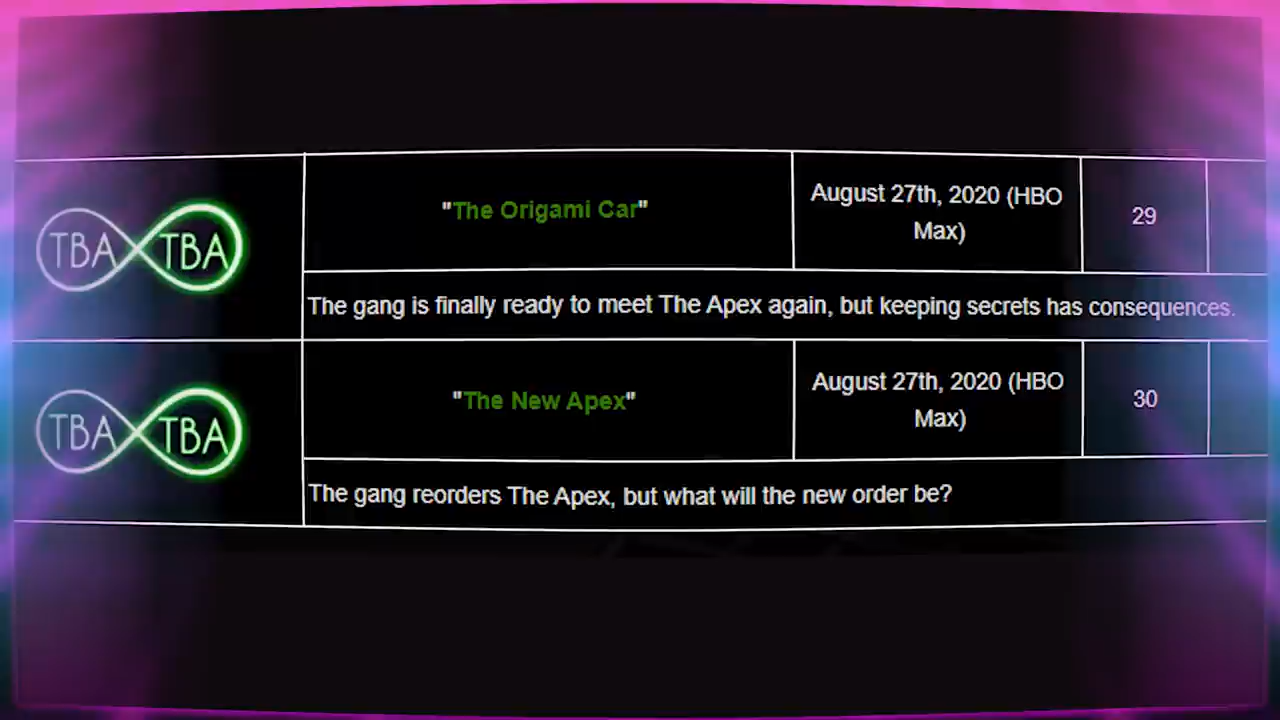 TBA TBA
"The Origami Car"
August 27th, 2020 (HBO
Max)
29
The gang is finally ready to meet The Apex again, but keeping secrets has consequences.
TBA TBA
"The New Apex"
August 27th, 2020 (HBO
Max)
30
The gang reorders The Apex, but what will the new order be?